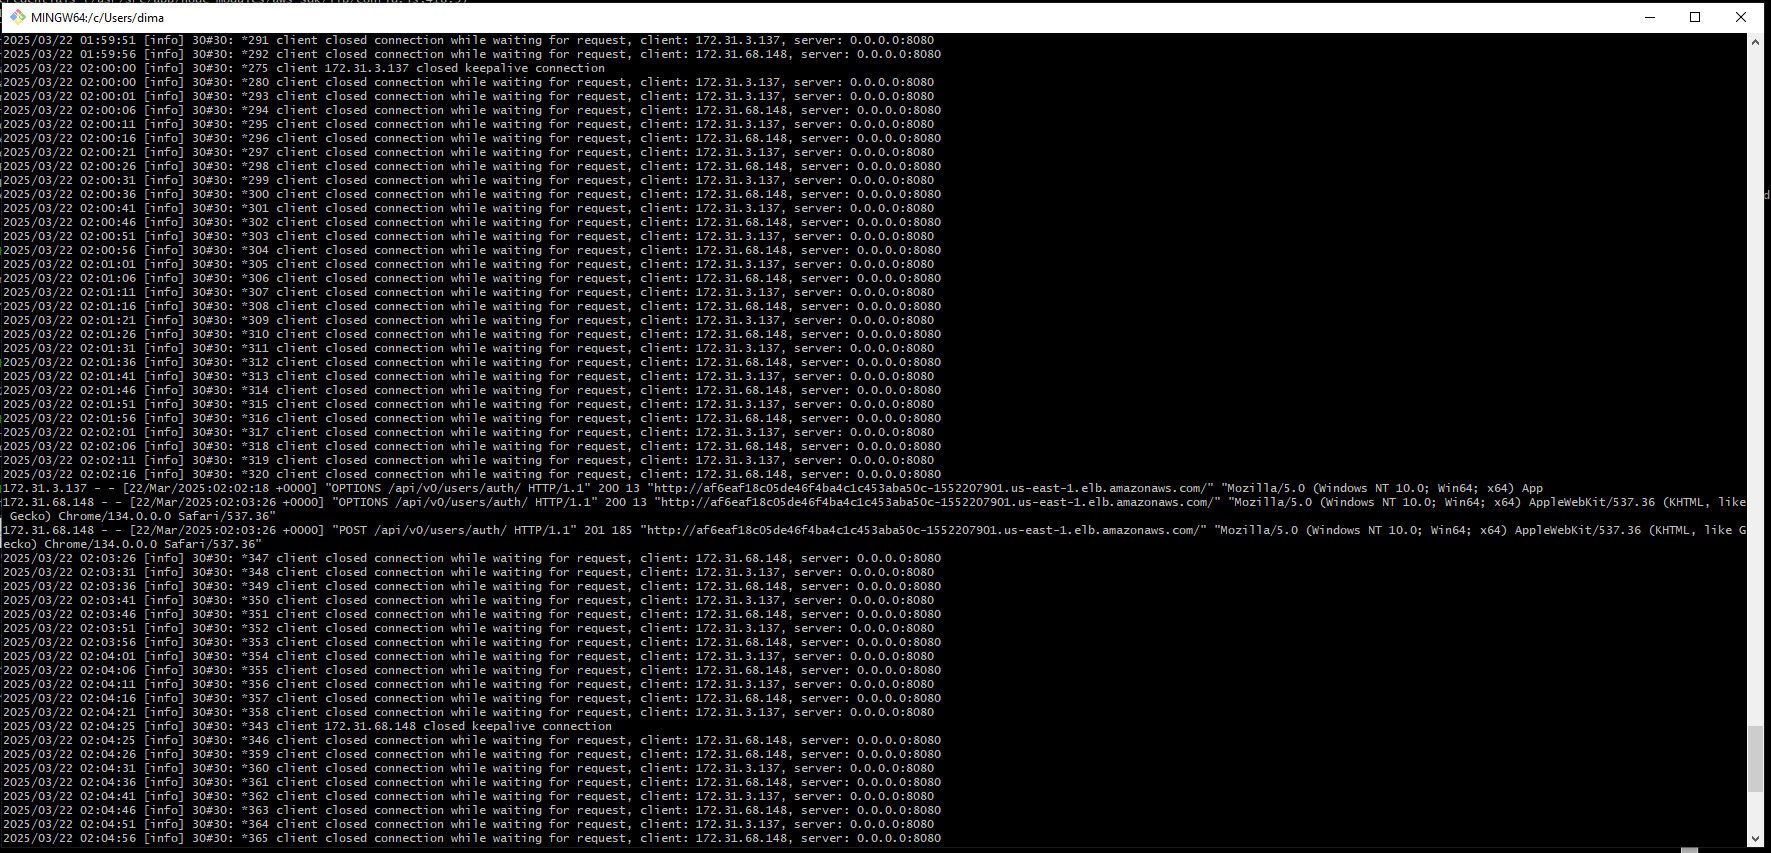 MINGW64:/c/Users/dima
2025/03/22 01:59:51 [info] 30#30: *291 client closed connection while waiting for request, client: 172.31.3.137, server: 0.0.0.0:8080
2025/03/22 01:59:56 [info] 30#30: *292 client closed connection while waiting for request, client: 172.31.68.148, server: 0.0.0.0:8080
2025/03/22 02:00:00 [info] 30#30: *275 client 172.31.3.137 closed keepalive connection
2025/03/22 02:00:00 [info] 30#30: *280 client closed connection while waiting for request, client: 172.31.3.137, server: 0.0.0.0:8080
2025/03/22 02:00:01 [info] 30#30: *293 client closed connection while waiting for request, client: 172.31.3.137, server: 0.0.0.0:8080
2025/03/22 02:00:06 [info] 30#30: *294 client closed connection while waiting for request, client: 172.31.68.148, server: 0.0.0.0:8080
2025/03/22 02:00:11 [info] 30#30: *295 client closed connection while waiting for request, client: 172.31.3.137, server: 0.0.0.0:8080
2025/03/22 02:00:16 [info] 30#30: *296 client closed connection while waiting for request, client: 172.31.68.148, server: 0.0.0.0:8080
2025/03/22 02:00:21 [info] 30#30: *297 client closed connection while waiting for request, client: 172.31.3.137, server: 0.0.0.0:8080
2025/03/22 02:00:26 [info] 30#30: *298 client closed connection while waiting for request, client: 172.31.68.148, server: 0.0.0.0:8080
2025/03/22 02:00:31 [info] 30#30: *299 client closed connection while waiting for request, client: 172.31.3.137, server: 0.0.0.0:8080
2025/03/22 02:00:36 [info] 30#30: *300 client closed connection while waiting for request, client: 172.31.68.148, server: 0.0.0.0:8080
2025/03/22 02:00:41 [info] 30#30: *301 client closed connection while waiting for request, client: 172.31.3.137, server: 0.0.0.0:8080
2025/03/22 02:00:46 [info] 30#30: *302 client closed connection while waiting for request, client: 172.31.68.148, server: 0.0.0.0:8080
2025/03/22 02:00:51 [info] 30#30: *303 client closed connection while waiting for request, client: 172.31.3.137, server: 0.0.0.0:8080
2025/03/22 02:00:56 [info] 30#30: *304 client closed connection while waiting for request, client: 172.31.68.148, server: 0.0.0.0:8080
2025/03/22 02:01:01 [info] 30#30: *305 client closed connection while waiting for request, client: 172.31.3.137, server: 0.0.0.0:8080
2025/03/22 02:01:06 [info] 30#30: *306 client closed connection while waiting for request, client: 172.31.68.148, server: 0.0.0.0:8080
2025/03/22 02:01:11 [info] 30#30: *307 client closed connection while waiting for request, client: 172.31.3.137, server: 0.0.0.0:8080
2025/03/22 02:01:16 [info] 30#30: *308 client closed connection while waiting for request, client: 172.31.68.148, server: 0.0.0.0:8080
2025/03/22 02:01:21 [info] 30#30: *309 client closed connection while waiting for request, client: 172.31.3.137, server: 0.0.0.0:8080
2025/03/22 02:01:26 [info] 30#30: *310 client closed connection while waiting for request, client: 172.31.68.148, server: 0.0.0.0:8080
2025/03/22 02:01:31 [info] 30#30: *311 client closed connection while waiting for request, client: 172.31.3.137, server: 0.0.0.0:8080
2025/03/22 02:01:36 [info] 30#30: *312 client closed connection while waiting for request, client: 172.31.68.148, server: 0.0.0.0:8080
2025/03/22 02:01:41 [info] 30#30: *313 client closed connection while waiting for request, client: 172.31.3.137, server: 0.0.0.0:8080
2025/03/22 02:01:46 [info] 30#30: *314 client closed connection while waiting for request, client: 172.31.68.148, server: 0.0.0.0:8080
2025/03/22 02:01:51 [info] 30#30: *315 client closed connection while waiting for request, client: 172.31.3.137, server: 0.0.0.0:8080
2025/03/22 02:01:56 [info] 30#30: *316 client closed connection while waiting for request, client: 172.31.68.148, server: 0.0.0.0:8080
2025/03/22 02:02:01 [info] 30#30: *317 client closed connection while waiting for request, client: 172.31.3.137, server: 0.0.0.0:8080
2025/03/22 02:02:06 [info] 30#30: *318 client closed connection while waiting for request, client: 172.31.68.148, server: 0.0.0.0:8080
2025/03/22 02:02:11 [info] 30#30: *319 client closed connection while waiting for request, client: 172.31.3.137, server: 0.0.0.0:8080
2025/03/22 02:02:16 [info] 30#30: *320 client closed connection while waiting for request, client: 172.31.68.148, server: 0.0.0.0:8080
172.31.3.137 - - [22/Mar/2025:02:02:18 +0000] "OPTIONS /api/v0/users/auth/ HTTP/1.1" 200 13 "http://af6eaf18c05de46f4ba4c1c453aba50c-1552207901.us-east-1.elb.amazonaws.com/" "Mozilla/5.0 (Windows NT 10.0; Win64; x64) App
172.31.68.148 - - [22/Mar/2025:02:03:26 +0000] "OPTIONS /api/v0/users/auth/ HTTP/1.1" 200 13 "http://af6eaf18c05de46f4ba4c1c453aba50c-1552207901.us-east-1.elb.amazonaws.com/" "Mozilla/5.0 (Windows NT 10.0; Win64; x64) AppleWebKit/537.36 (KHTML, like
Gecko) Chrome/134.0.0.0 Safari/537.36"
172.31.68.148 - - [22/Mar/2025:02:03:26 +0000] "POST /api/v0/users/auth/ HTTP/1.1" 201 185 "http://af6eaf18c05de46f4ba4c1c453aba50c-1552207901.us-east-1.elb.amazonaws.com/" "Mozilla/5.0 (Windows NT 10.0; Win64; x64) AppleWebKit/537.36 (KHTML, like G
ecko) Chrome/134.0.0.0 Safari/537.36"
2025/03/22 02:03:26 [info] 30#30: *347 client closed connection while waiting for request, client: 172.31.68.148, server: 0.0.0.0:8080
2025/03/22 02:03:31 [info] 30#30: *348 client closed connection while waiting for request, client: 172.31.3.137, server: 0.0.0.0:8080
2025/03/22 02:03:36 [info] 30#30: *349 client closed connection while waiting for request, client: 172.31.68.148, server: 0.0.0.0:8080
2025/03/22 02:03:41 [info] 30#30: *350 client closed connection while waiting for request, client: 172.31.3.137, server: 0.0.0.0:8080
2025/03/22 02:03:46 [info] 30#30: *351 client closed connection while waiting for request, client: 172.31.68.148, server: 0.0.0.0:8080
2025/03/22 02:03:51 [info] 30#30: *352 client closed connection while waiting for request, client: 172.31.3.137, server: 0.0.0.0:8080
2025/03/22 02:03:56 [info] 30#30: *353 client closed connection while waiting for request, client: 172.31.68.148, server: 0.0.0.0:8080
2025/03/22 02:04:01 [info] 30#30: *354 client closed connection while waiting for request, client: 172.31.3.137, server: 0.0.0.0:8080
2025/03/22 02:04:06 [info] 30#30: *355 client closed connection while waiting for request, client: 172.31.68.148, server: 0.0.0.0:8080
2025/03/22 02:04:11 [info] 30#30: *356 client closed connection while waiting for request, client: 172.31.3.137, server: 0.0.0.0:8080
2025/03/22 02:04:16 [info] 30#30: *357 client closed connection while waiting for request, client: 172.31.68.148, server: 0.0.0.0:8080
2025/03/22 02:04:21 [info] 30#30: *358 client closed connection while waiting for request, client: 172.31.3.137, server: 0.0.0.0:8080
2025/03/22 02:04:25 [info] 30#30: *343 client 172.31.68.148 closed keepalive connection
2025/03/22 02:04:25 [info] 30#30: *346 client closed connection while waiting for request, client: 172.31.68.148, server: 0.0.0.0:8080
2025/03/22 02:04:26 [info] 30#30: *359 client closed connection while waiting for request, client: 172.31.68.148, server: 0.0.0.0:8080
2025/03/22 02:04:31 [info] 30#30: *360 client closed connection while waiting for request, client: 172.31.3.137, server: 0.0.0.0:8080
2025/03/22 02:04:36 [info] 30#30: *361 client closed connection while waiting for request, client: 172.31.68.148, server: 0.0.0.0:8080
2025/03/22 02:04:41 [info] 30#30: *362 client closed connection while waiting for request, client: 172.31.3.137, server: 0.0.0.0:8080
2025/03/22 02:04:46 [info] 30#30: *363 client closed connection while waiting for request, client: 172.31.68.148, server: 0.0.0.0:8080
2025/03/22 02:04:51 [info] 30#30: *364 client closed connection while waiting for request, client: 172.31.3.137, server: 0.0.0.0:8080
2025/03/22 02:04:56 [info] 30#30: *365 client closed connection while waiting for request, client: 172.31.68.148, server: 0.0.0.0:8080